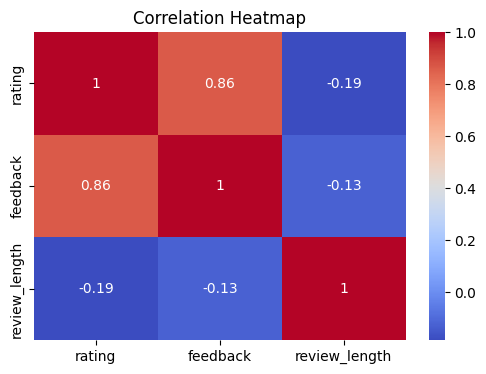 Correlation Heatmap
rating
1
0.86
-0.19
feedback
0.86
1
-0.13
review_length
-0.19
-0.13
1
rating
feedback
review_length
1.0
0.8
0.6
0.4
0.2
0.0